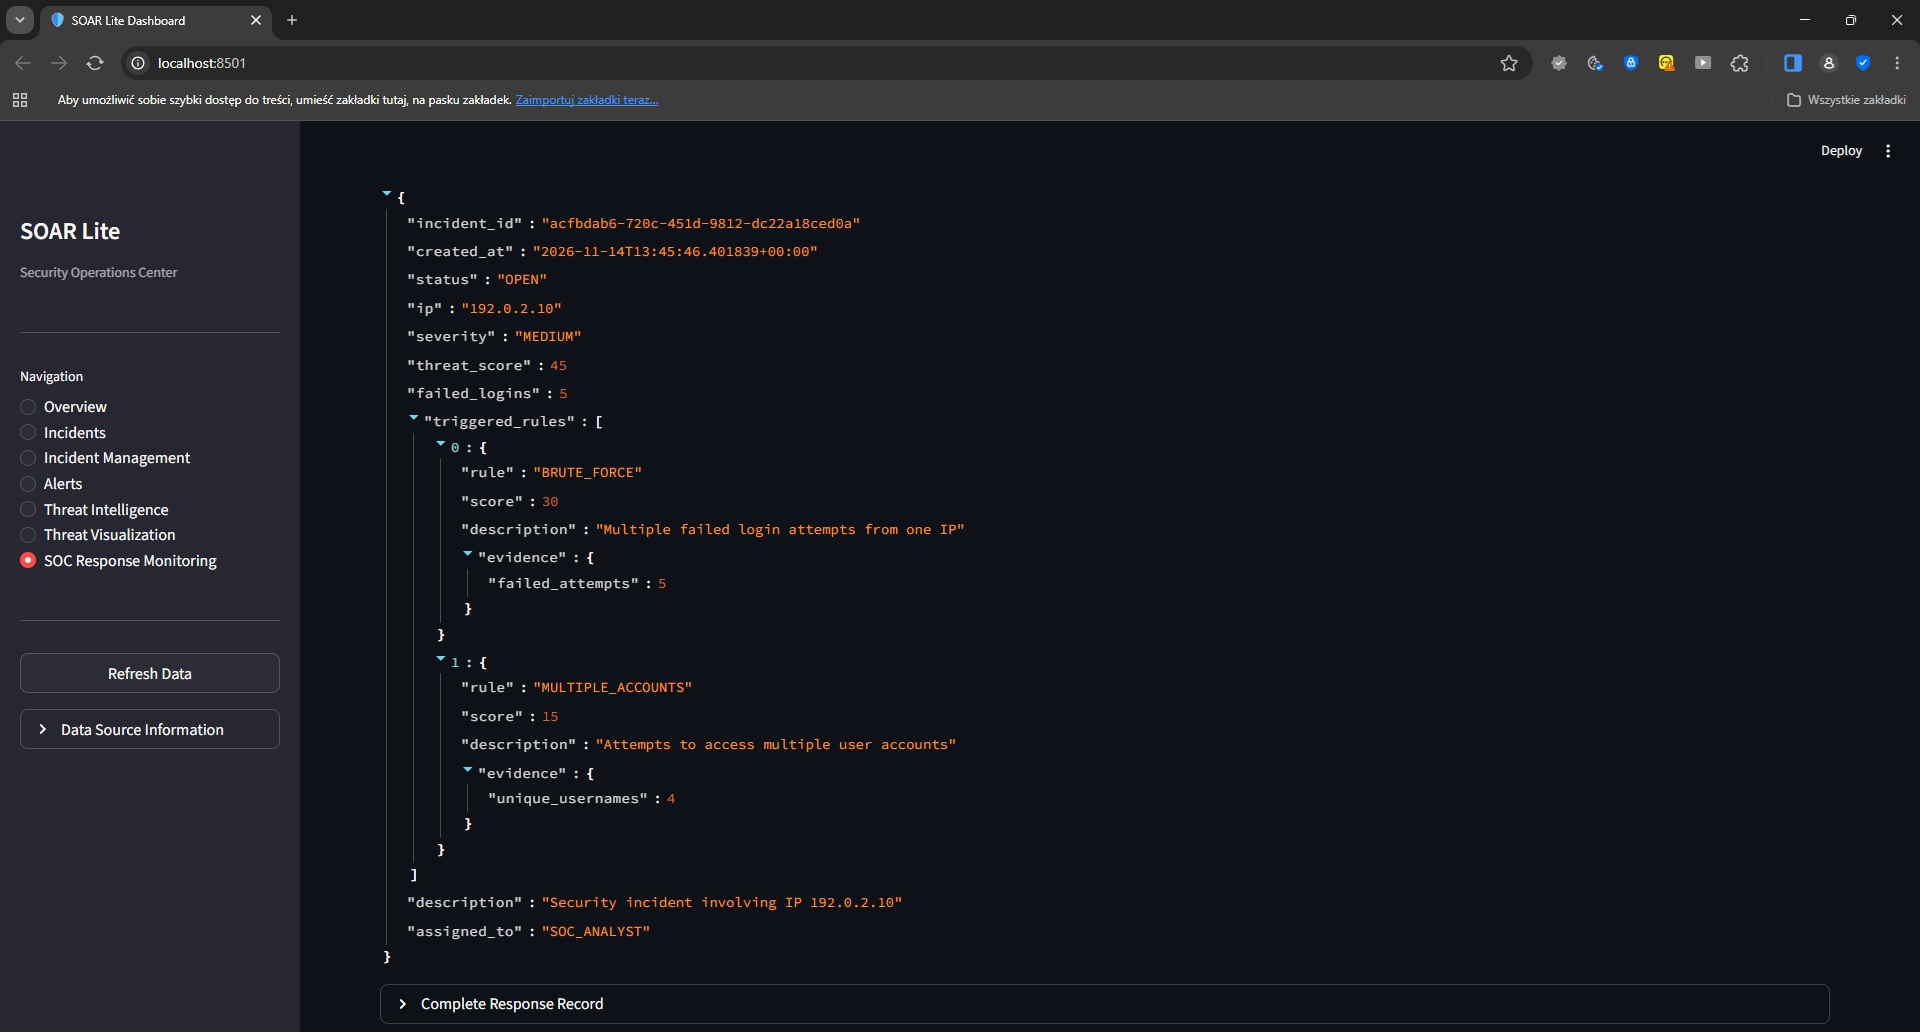 SOAR Lite Dashboard
localhost:8501
Aby umożliwić sobie szybki dostęp do treści, umieść zakładki tutaj, na pasku zakładek. Zaimportuj zakładki teraz...
Wszystkie zakładki
Deploy
SOAR Lite
Security Operations Center
Navigation
Overview
Incidents
Incident Management
Alerts
Threat Intelligence
Threat Visualization
SOC Response Monitoring
Refresh Data
Data Source Information
{
"incident_id" : "acfbdab6-720c-451d-9812-dc22a18ced0a"
"created_at" : "2026-11-14T13:45:46.401839+00:00"
"status" : "OPEN"
"ip" : "192.0.2.10"
"severity" : "MEDIUM"
"threat_score" : 45
"failed_logins" : 5
"triggered_rules" : [
0 : {
"rule" : "BRUTE_FORCE"
"score" : 30
"description" : "Multiple failed login attempts from one IP"
"evidence" : {
"failed_attempts" : 5
}
}
1 : {
"rule" : "MULTIPLE_ACCOUNTS"
"score" : 15
"description" : "Attempts to access multiple user accounts"
"evidence" : {
"unique_usernames" : 4
}
}
]
"description" : "Security incident involving IP 192.0.2.10"
"assigned_to" : "SOC_ANALYST"
}
Complete Response Record